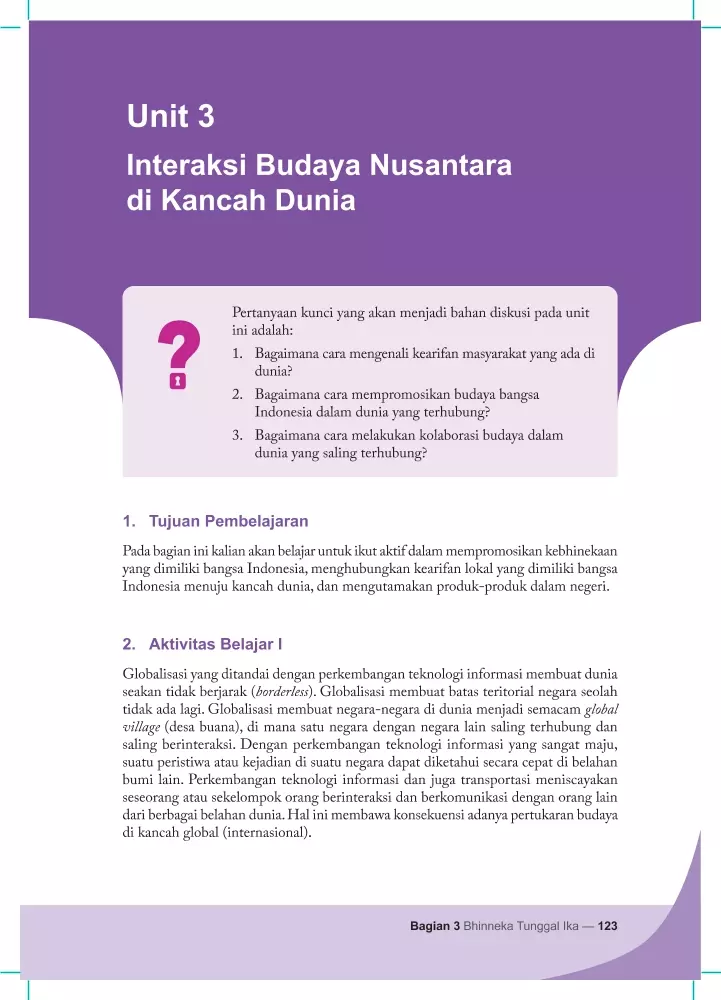 Unit 3
Interaksi Budaya Nusantara
di Kancah Dunia
?
Pertanyaan kunci yang akan menjadi bahan diskusi pada unit
ini adalah:
1. Bagaimana cara mengenali kearifan masyarakat yang ada di
dunia?
2. Bagaimana cara mempromosikan budaya bangsa
Indonesia dalam dunia yang terhubung?
3. Bagaimana cara melakukan kolaborasi budaya dalam
dunia yang saling terhubung?
1. Tujuan Pembelajaran
Pada bagian ini kalian akan belajar untuk ikut aktif dalam mempromosikan kebhinekaan
yang dimiliki bangsa Indonesia, menghubungkan kearifan lokal yang dimiliki bangsa
Indonesia menuju kancah dunia, dan mengutamakan produk-produk dalam negeri.
2. Aktivitas Belajar I
Globalisasi yang ditandai dengan perkembangan teknologi informasi membuat dunia
seakan tidak berjarak (borderless). Globalisasi membuat batas teritorial negara seolah
tidak ada lagi. Globalisasi membuat negara-negara di dunia menjadi semacam global
village (desa buana), di mana satu negara dengan negara lain saling terhubung dan
saling berinteraksi. Dengan perkembangan teknologi informasi yang sangat maju,
suatu peristiwa atau kejadian di suatu negara dapat diketahui secara cepat di belahan
bumi lain. Perkembangan teknologi informasi dan juga transportasi meniscayakan
seseorang atau sekelompok orang berinteraksi dan berkomunikasi dengan orang lain
dari berbagai belahan dunia. Hal ini membawa konsekuensi adanya pertukaran budaya
di kancah global (internasional).
Bagian 3 Bhinneka Tunggal Ika — 123